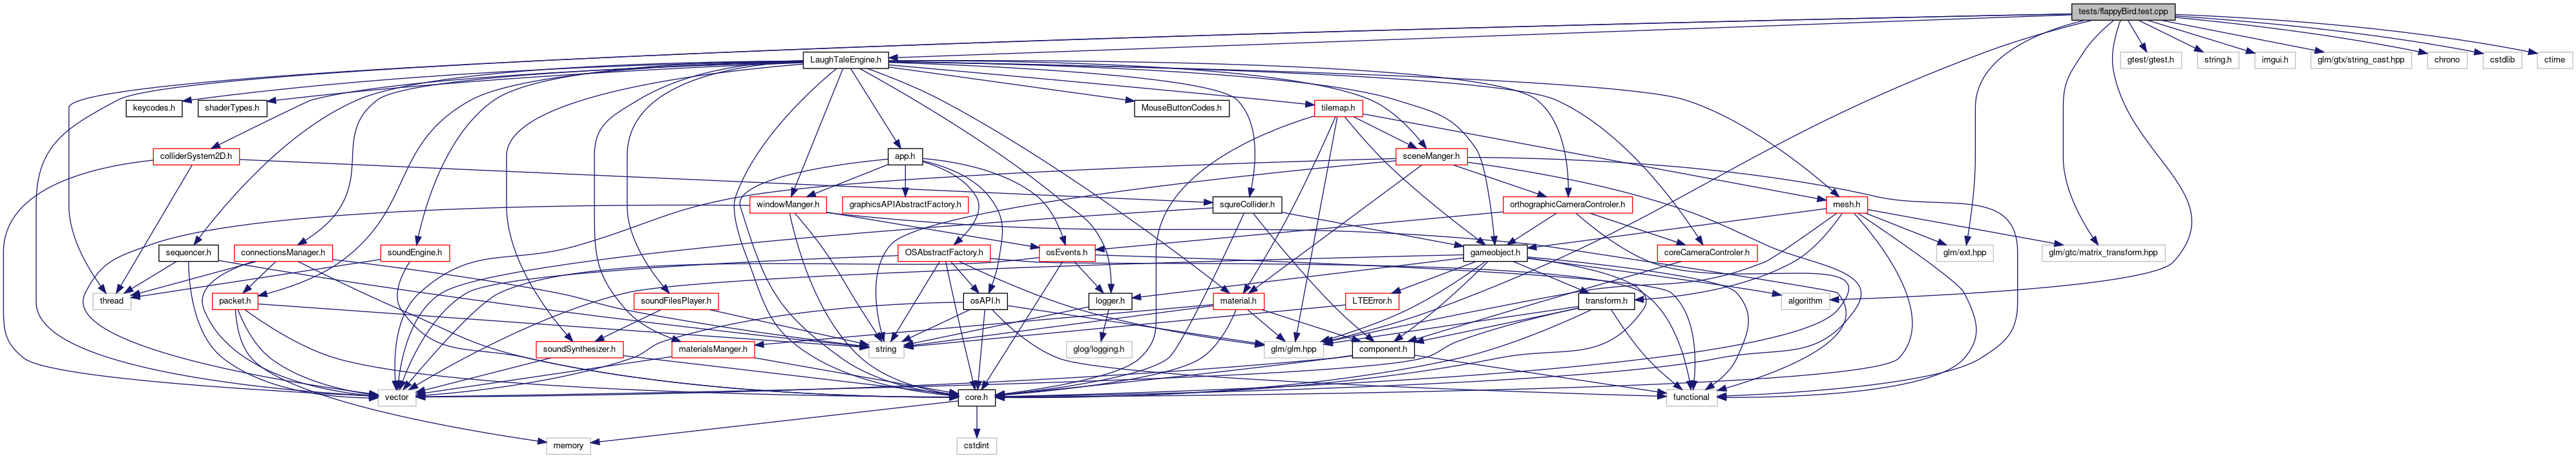 tests/flappyBird.test.cpp
LaughTaleEngine.h
gtest/gtest.h
string.h
imgui.h
glm/gtx/string_cast.hpp
chrono
cstdlib
ctime
keycodes.h
shaderTypes.h
MouseButtonCodes.h
tilemap.h
colliderSystem2D.h
app.h
sceneManger.h
windowManger.h
graphicsAPIAbstractFactory.h
squreCollider.h
orthographicCameraControler.h
mesh.h
sequencer.h
connectionsManager.h
soundEngine.h
OSAbstractFactory.h
osEvents.h
gameobject.h
coreCameraControler.h
glm/ext.hpp
glm/gtc/matrix_transform.hpp
thread
packet.h
soundFilesPlayer.h
osAPI.h
logger.h
material.h
LTEError.h
transform.h
algorithm
soundSynthesizer.h
materialsManger.h
string
glog/logging.h
glm/glm.hpp
component.h
vector
core.h
functional
memory
cstdint